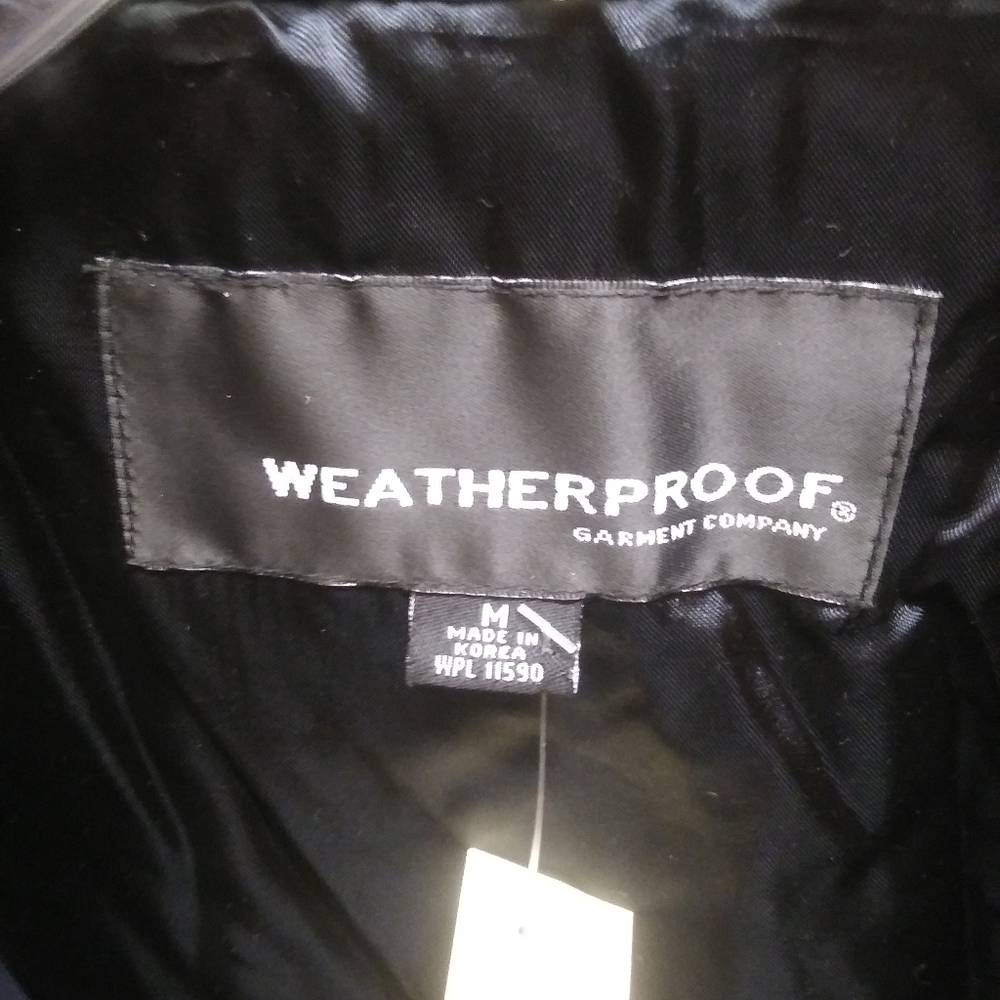 WEATHERPROOF®
GARMENT COMPANY
M
MADE IN
KOREA
WPL 11590